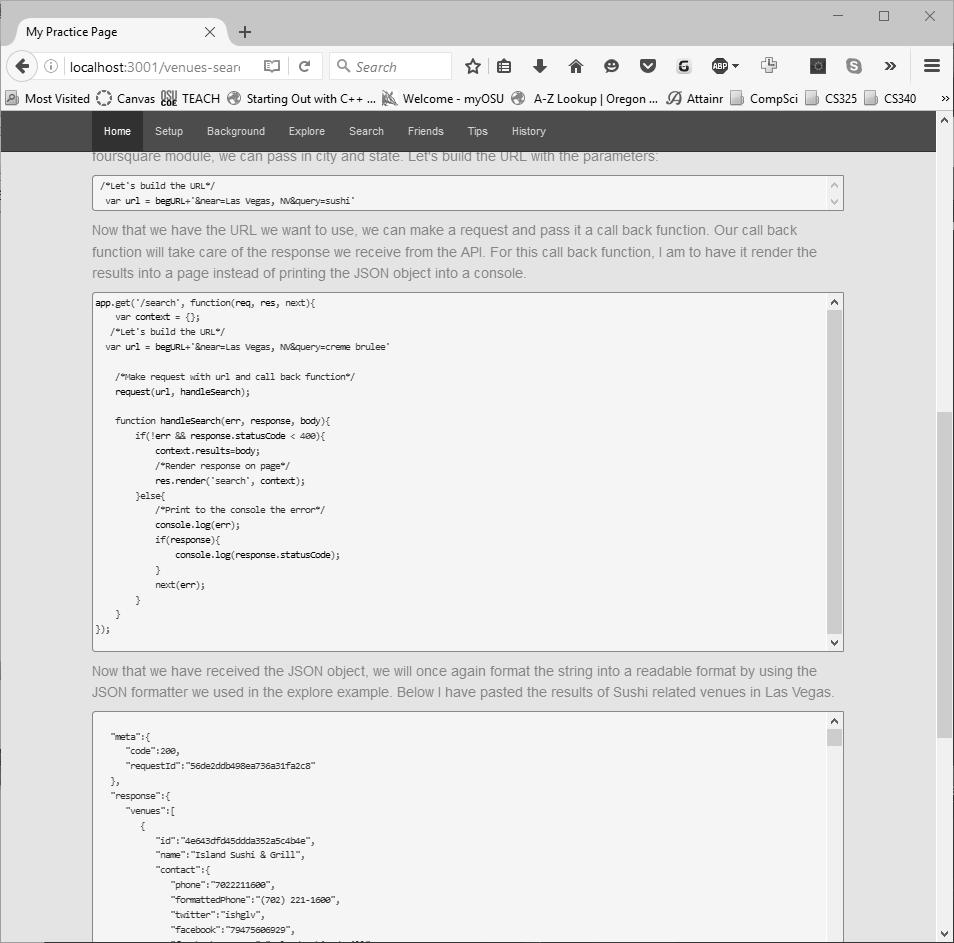 My Practice Page
localhost:3001/venues-sear
Search
Most Visited Canvas OSU COE TEACH Starting Out with C++ ... Welcome - myOSU A-Z Lookup | Oregon ... Attainr CompSci CS325 CS340
Home Setup Background Explore Search Friends Tips History
foursquare module, we can pass in city and state. Let's build the URL with the parameters:
/*Let's build the URL*/
var url = begURL+'&near=Las Vegas, NV&query=sushi'
Now that we have the URL we want to use, we can make a request and pass it a call back function. Our call back
function will take care of the response we receive from the API. For this call back function, I am to have it render the
results into a page instead of printing the JSON object into a console.
app.get('/search', function(req, res, next){
var context = {};
/*Let's build the URL*/
var url = begURL+'&near=Las Vegas, NV&query=creme brulee'
/*Make request with url and call back function*/
request(url, handleSearch);
function handleSearch(err, response, body){
if(!err && response.statusCode < 400){
context.results=body;
/*Render response on page*/
res.render('search', context);
}else{
/*Print to the console the error*/
console.log(err);
if(response){
console.log(response.statusCode);
}
next(err);
}
}
});
Now that we have received the JSON object, we will once again format the string into a readable format by using the
JSON formatter we used in the explore example. Below I have pasted the results of Sushi related venues in Las Vegas.
"meta":{
"code":200,
"requestId":"56de2ddb498ea736a31fa2c8"
},
"response":{
"venues":[
{
"id":"4e643dfd45ddda352a5c4b4e",
"name":"Island Sushi & Grill",
"contact":{
"phone":"7022211600",
"formattedPhone":"(702) 221-1600",
"twitter":"ishglv",
"facebook":"79475606929",